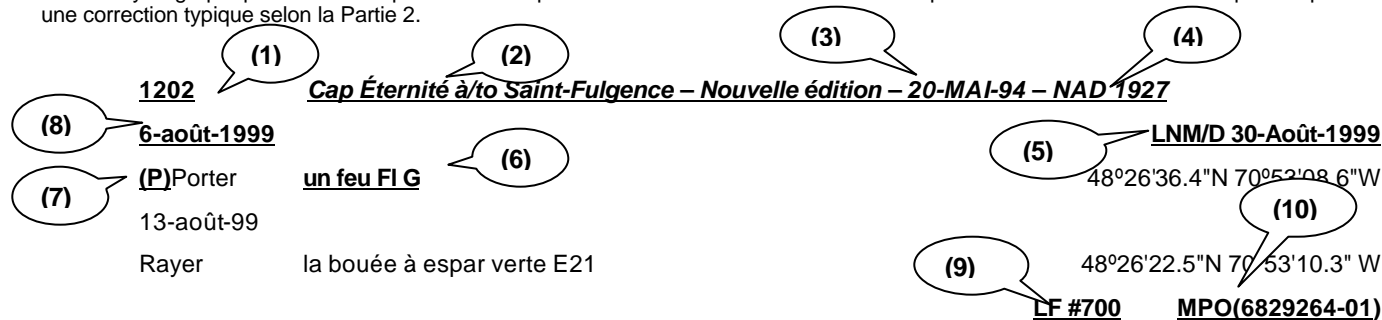 une correction typique selon la Partie 2.
(1) (2) (3) (4)
1202 Cap Éternité à/to Saint-Fulgence – Nouvelle édition – 20-MAI-94 – NAD 1927
(8) 6-août-1999 (5) LNM/D 30-Août-1999
(7) (P)Porter un feu Fl G (6) 48º26'36.4"N
13-août-99 (10)
Rayer la bouée à espar verte E21 (9) 48º26'22.5"N 70º53'10.3" W
LF #700 MPO(6829264-01)